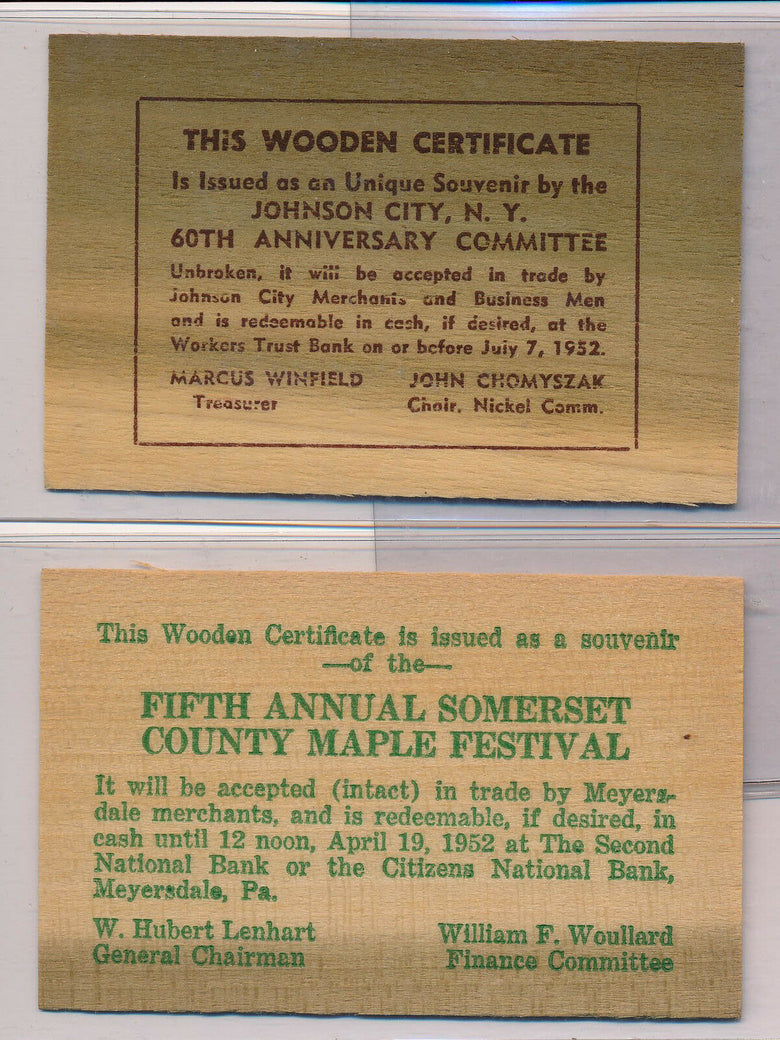 THIS WOODEN CERTIFICATE
Is Issued as an Unique Souvenir by the
JOHNSON CITY, N. Y.
60TH ANNIVERSARY COMMITTEE
Unbroken, it will be accepted in trade by
Johnson City Merchants and Business Men
and is redeemable in cash, if desired, at the
Workers Trust Bank on or before July 7, 1952.
MARCUS WINFIELD JOHN CHOMYSZAK
Treasurer Chair. Nickel Comm.
This Wooden Certificate is issued as a souvenir
—of the—
FIFTH ANNUAL SOMERSET
COUNTY MAPLE FESTIVAL
It will be accepted (intact) in trade by Meyers-
dale merchants, and is redeemable, if desired, in
cash until 12 noon, April 19, 1952 at The Second
National Bank or the Citizens National Bank,
Meyersdale, Pa.
W. Hubert Lenhart William F. Woullard
General Chairman Finance Committee